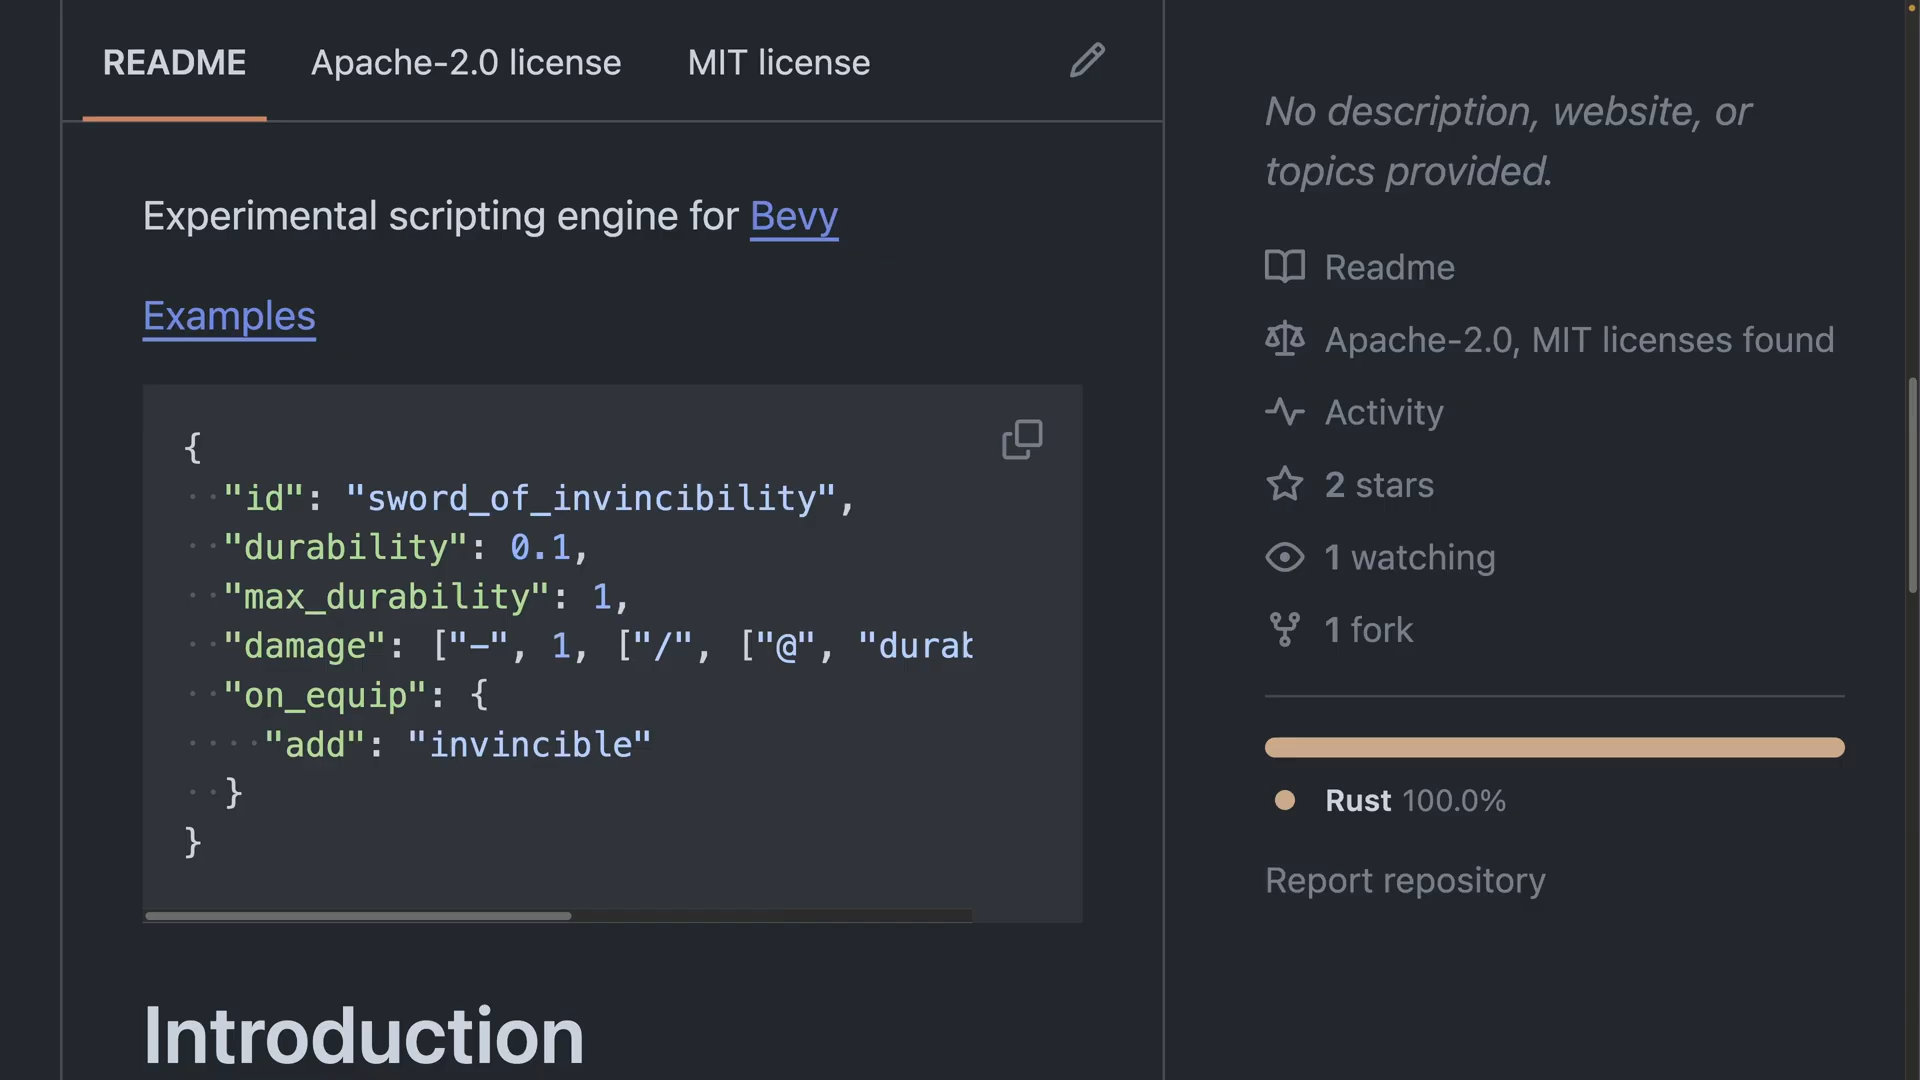 README Apache-2.0 license MIT license
Experimental scripting engine for Bevy
Examples
{
  "id": "sword_of_invincibility",
  "durability": 0.1,
  "max_durability": 1,
  "damage": ["-", 1, ["/", ["@", "durab
  "on_equip": {
    "add": "invincible"
  }
}
Introduction
No description, website, or
topics provided.
Readme
Apache-2.0, MIT licenses found
Activity
2 stars
1 watching
1 fork
Rust 100.0%
Report repository